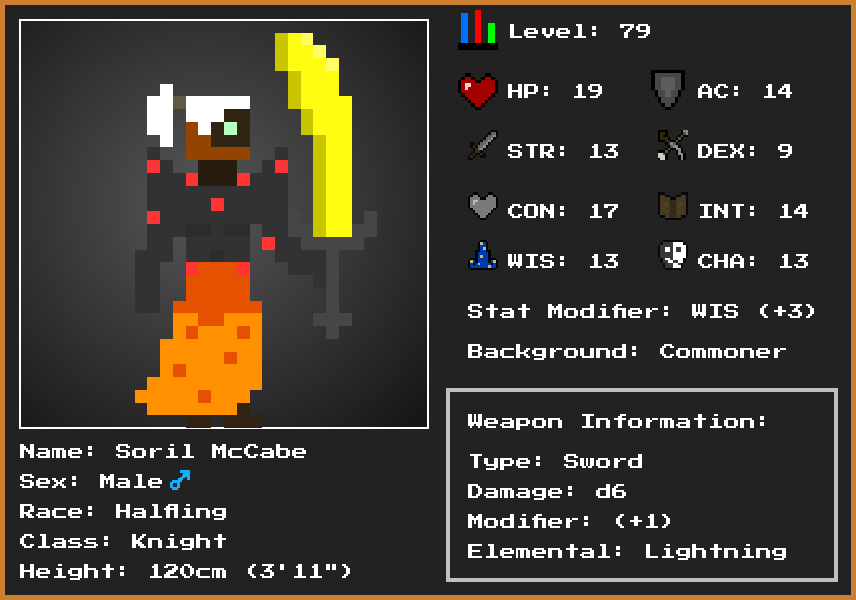 Level: 79
HP: 19
AC: 14
STR: 13
DEX: 9
CON: 17
INT: 14
WIS: 13
CHA: 13
Stat Modifier: WIS (+3)
Background: Commoner
Weapon Information:
Type: Sword
Damage: d6
Modifier: (+1)
Elemental: Lightning
Name: Soril McCabe
Sex: Male ♂
Race: Halfling
Class: Knight
Height: 120cm (3'11")